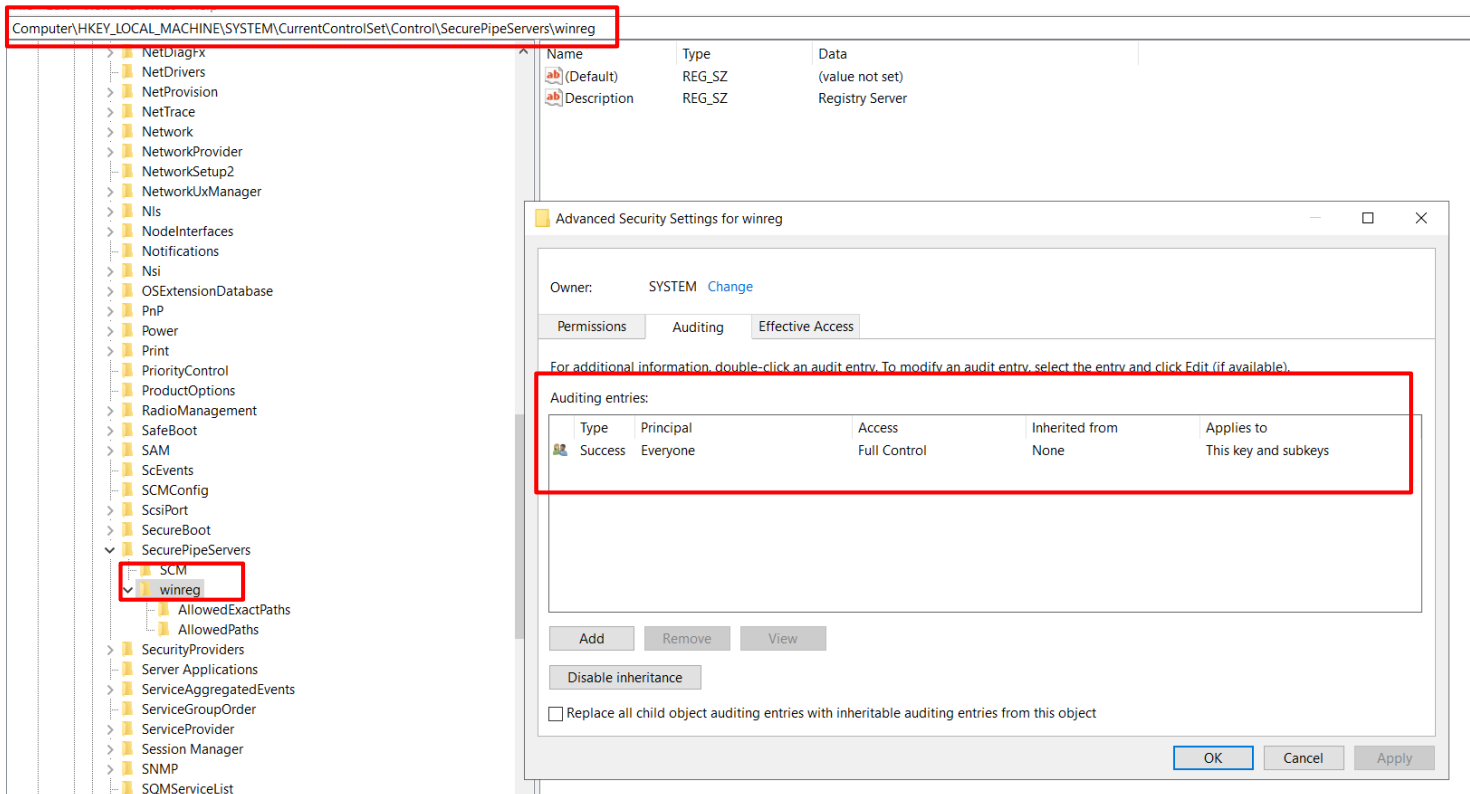 Computer\HKEY_LOCAL_MACHINE\SYSTEM\CurrentControlSet\Control\SecurePipeServers\winreg
NetDiagFx
NetDrivers
NetProvision
NetTrace
Network
NetworkProvider
NetworkSetup2
NetworkUxManager
Nls
NodeInterfaces
Notifications
Nsi
OSExtensionDatabase
PnP
Power
Print
PriorityControl
ProductOptions
RadioManagement
SafeBoot
SAM
ScEvents
SCMConfig
ScsiPort
SecureBoot
SecurePipeServers
SCM
winreg
AllowedExactPaths
AllowedPaths
SecurityProviders
Server Applications
ServiceAggregatedEvents
ServiceGroupOrder
ServiceProvider
Session Manager
SNMP
SQMServiceList
Name Type Data
ab (Default) REG_SZ (value not set)
ab Description REG_SZ Registry Server
Advanced Security Settings for winreg
Owner: SYSTEM Change
Permissions Auditing Effective Access
For additional information, double-click an audit entry. To modify an audit entry, select the entry and click Edit (if available).
Auditing entries:
Type Principal Access Inherited from Applies to
Success Everyone Full Control None This key and subkeys
Add Remove View
Disable inheritance
Replace all child object auditing entries with inheritable auditing entries from this object
OK Cancel Apply